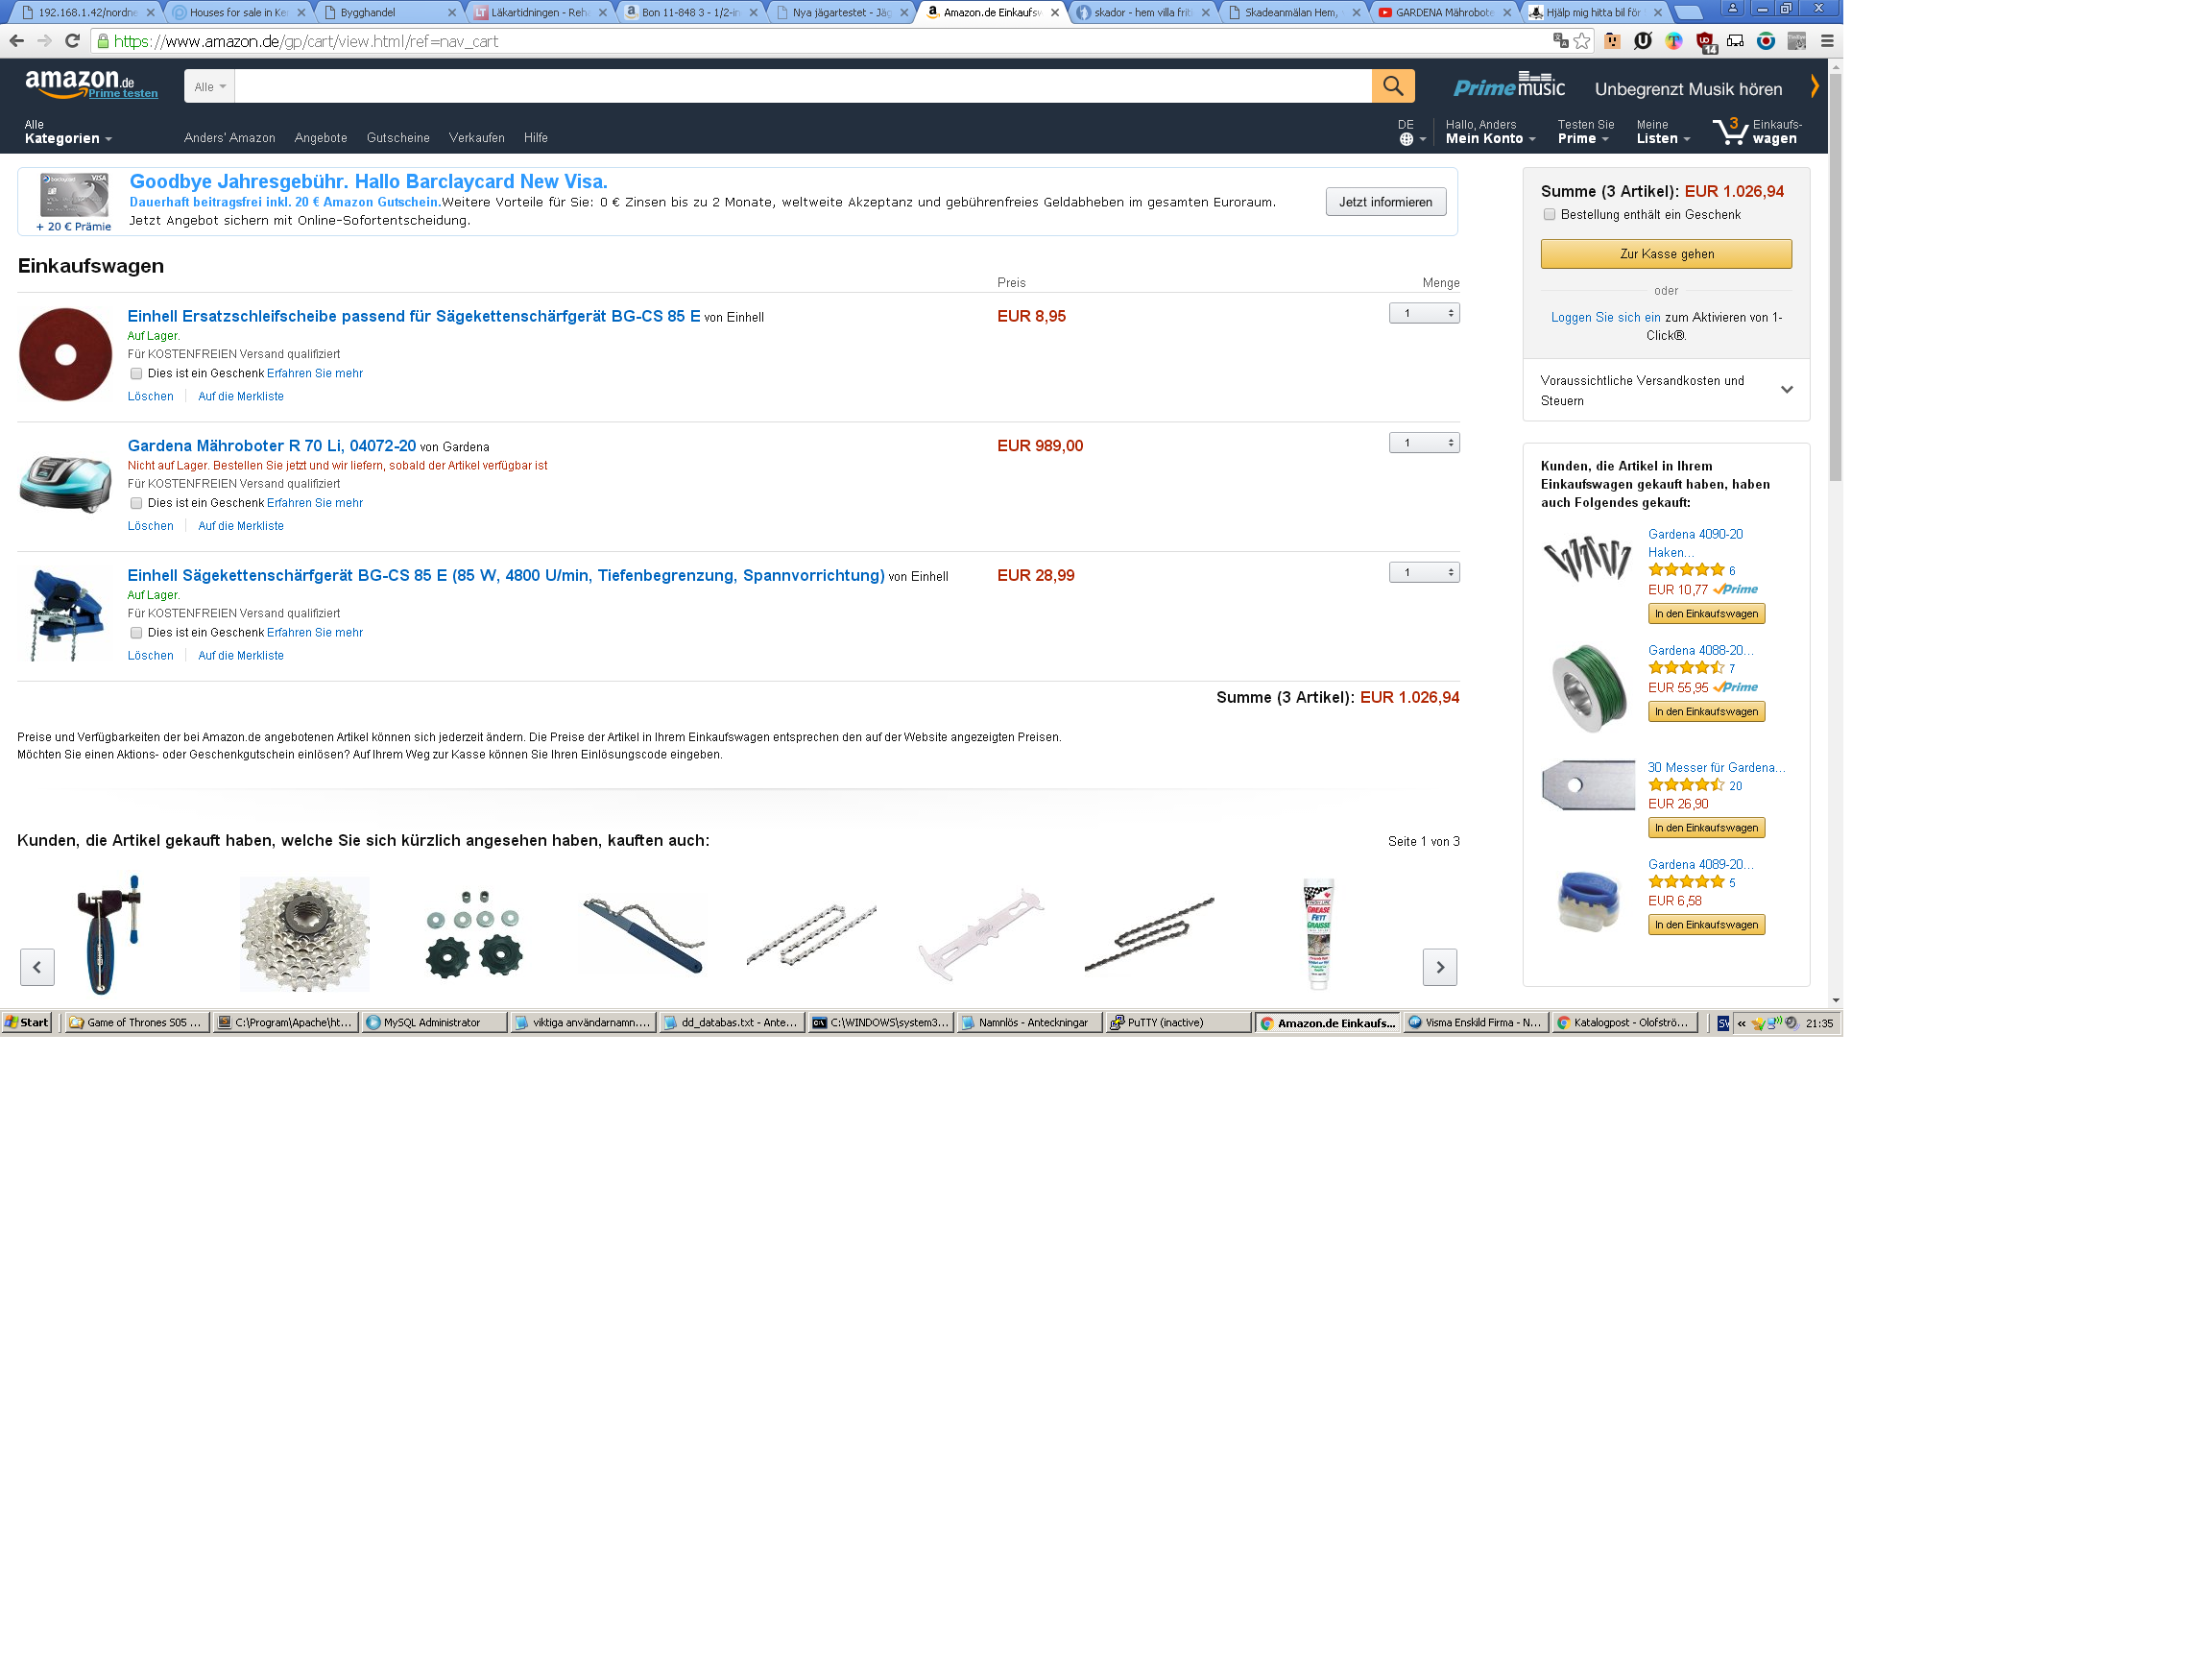 192.168.1.42/nordne
Houses for sale in Ke
Bygghandel
Läkartidningen - Reha
Bon 11-848 3 - 1/2-in
Nya jägartestet - Jäg
Amazon.de Einkaufsw
skador - hem villa friti
Skadeanmälan Hem,
GARDENA Mährobote
Hjälp mig hitta bil för
https://www.amazon.de/gp/cart/view.html/ref=nav_cart
14
amazon.de
Prime testen
Alle
Prime music
Unbegrenzt Musik hören
Alle
Kategorien
Anders' Amazon Angebote Gutscheine Verkaufen Hilfe
DE
Hallo, Anders
Mein Konto
Testen Sie
Prime
Meine
Listen
3
Einkaufs-
wagen
+ 20 € Prämie
VISA
Goodbye Jahresgebühr. Hallo Barclaycard New Visa.
Dauerhaft beitragsfrei inkl. 20 € Amazon Gutschein.Weitere Vorteile für Sie: 0 € Zinsen bis zu 2 Monate, weltweite Akzeptanz und gebührenfreies Geldabheben im gesamten Euroraum.
Jetzt Angebot sichern mit Online-Sofortentscheidung.
Jetzt informieren
Einkaufswagen
Preis
Menge
Einhell Ersatzschleifscheibe passend für Sägekettenschärfgerät BG-CS 85 E von Einhell
EUR 8,95
1
Auf Lager.
Für KOSTENFREIEN Versand qualifiziert
Dies ist ein Geschenk Erfahren Sie mehr
Löschen Auf die Merkliste
Gardena Mähroboter R 70 Li, 04072-20 von Gardena
EUR 989,00
1
Nicht auf Lager. Bestellen Sie jetzt und wir liefern, sobald der Artikel verfügbar ist
Für KOSTENFREIEN Versand qualifiziert
Dies ist ein Geschenk Erfahren Sie mehr
Löschen Auf die Merkliste
Einhell Sägekettenschärfgerät BG-CS 85 E (85 W, 4800 U/min, Tiefenbegrenzung, Spannvorrichtung) von Einhell
EUR 28,99
1
Auf Lager.
Für KOSTENFREIEN Versand qualifiziert
Dies ist ein Geschenk Erfahren Sie mehr
Löschen Auf die Merkliste
Summe (3 Artikel): EUR 1.026,94
Preise und Verfügbarkeiten der bei Amazon.de angebotenen Artikel können sich jederzeit ändern. Die Preise der Artikel in Ihrem Einkaufswagen entsprechen den auf der Website angezeigten Preisen.
Möchten Sie einen Aktions- oder Geschenkgutschein einlösen? Auf Ihrem Weg zur Kasse können Sie Ihren Einlösungscode eingeben.
Kunden, die Artikel gekauft haben, welche Sie sich kürzlich angesehen haben, kauften auch:
Seite 1 von 3
GREASE
FETT
GRAISSE
Summe (3 Artikel): EUR 1.026,94
Bestellung enthält ein Geschenk
Zur Kasse gehen
oder
Loggen Sie sich ein zum Aktivieren von 1-
Click®.
Voraussichtliche Versandkosten und
Steuern
Kunden, die Artikel in Ihrem
Einkaufswagen gekauft haben, haben
auch Folgendes gekauft:
Gardena 4090-20
Haken...
6
EUR 10,77 Prime
In den Einkaufswagen
Gardena 4088-20...
7
EUR 55,95 Prime
In den Einkaufswagen
30 Messer für Gardena...
20
EUR 26,90
In den Einkaufswagen
Gardena 4089-20...
5
EUR 6,58
In den Einkaufswagen
Start
Game of Thrones S05 ...
C:\Program\Apache\ht...
MySQL Administrator
viktiga användarnamn....
dd_databas.txt - Ante...
C:\WINDOWS\system3...
Namnlös - Anteckningar
PuTTY (inactive)
Amazon.de Einkaufs...
Visma Enskild Firma - N...
Katalogpost - Olofströ...
SV
21:35